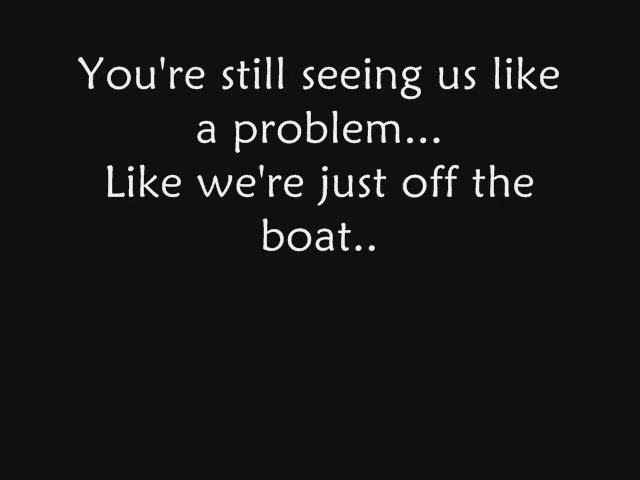 You're still seeing us like
a problem...
Like we're just off the
boat..